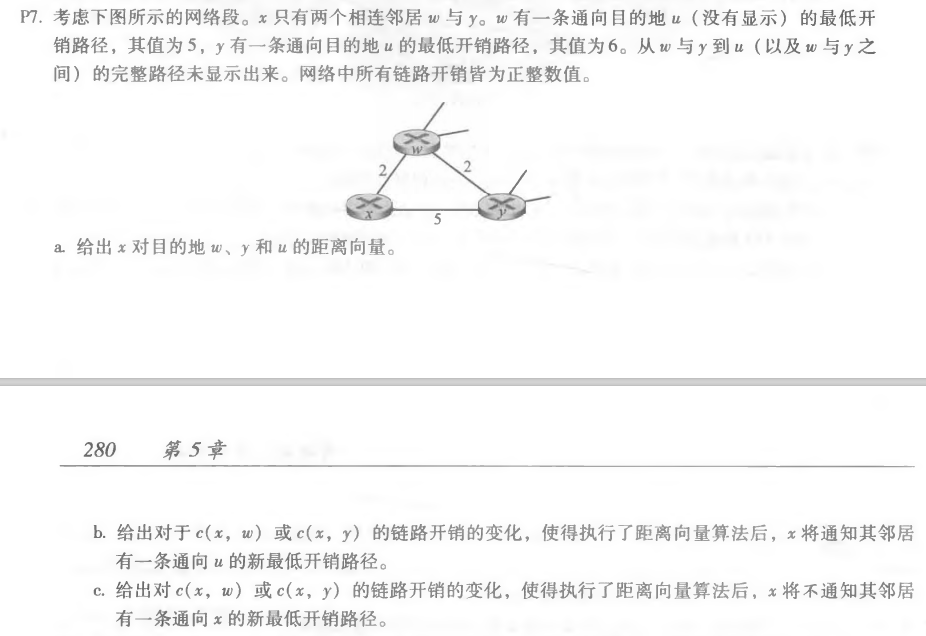 P7. 考虑下图所示的网络段。x 只有两个相连邻居 w 与 y。w 有一条通向目的地 u（没有显示）的最低开
销路径，其值为 5，y 有一条通向目的地 u 的最低开销路径，其值为 6。从 w 与 y 到 u（以及 w 与 y 之
间）的完整路径未显示出来。网络中所有链路开销皆为正整数值。
w
2
2
x
y
5
a. 给出 x 对目的地 w、y 和 u 的距离向量。
280 第 5 章
b. 给出对于 c(x, w) 或 c(x, y) 的链路开销的变化，使得执行了距离向量算法后，x 将通知其邻居
有一条通向 u 的新最低开销路径。
c. 给出对 c(x, w) 或 c(x, y) 的链路开销的变化，使得执行了距离向量算法后，x 将不通知其邻居
有一条通向 x 的新最低开销路径。